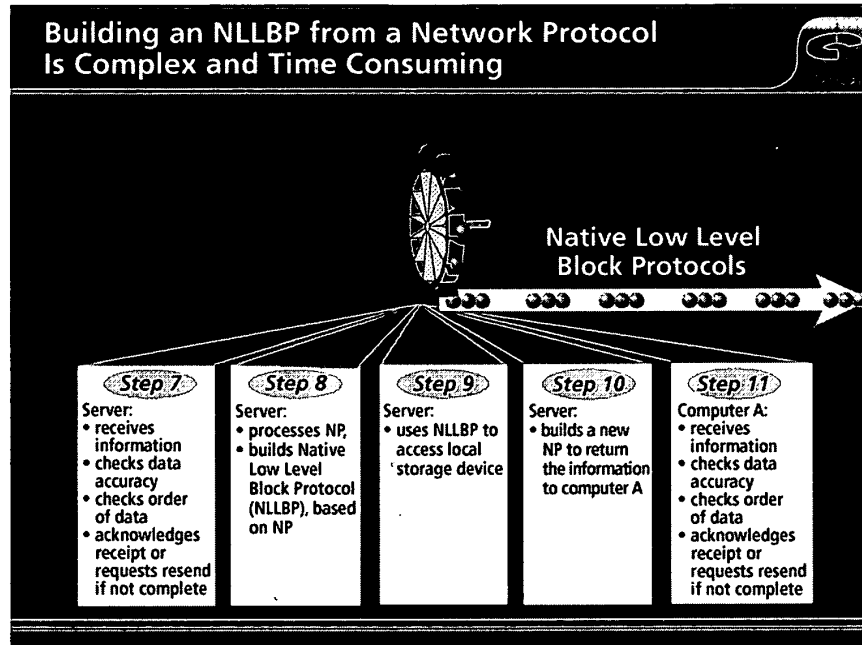 Building an NLLBP from a Network Protocol
Is Complex and Time Consuming
Native Low Level
Block Protocols
Step 7
Server:
• receives
information
• checks data
accuracy
• checks order
of data
• acknowledges
receipt or
requests resend
if not complete
Step 8
Server:
• processes NP,
• builds Native
Low Level
Block Protocol
(NLLBP), based
on NP
Step 9
Server:
• uses NLLBP to
access local
storage device
Step 10
Server:
• builds a new
NP to return
the information
to computer A
Step 11
Computer A:
• receives
information
• checks data
accuracy
• checks order
of data
• acknowledges
receipt or
requests resend
if not complete